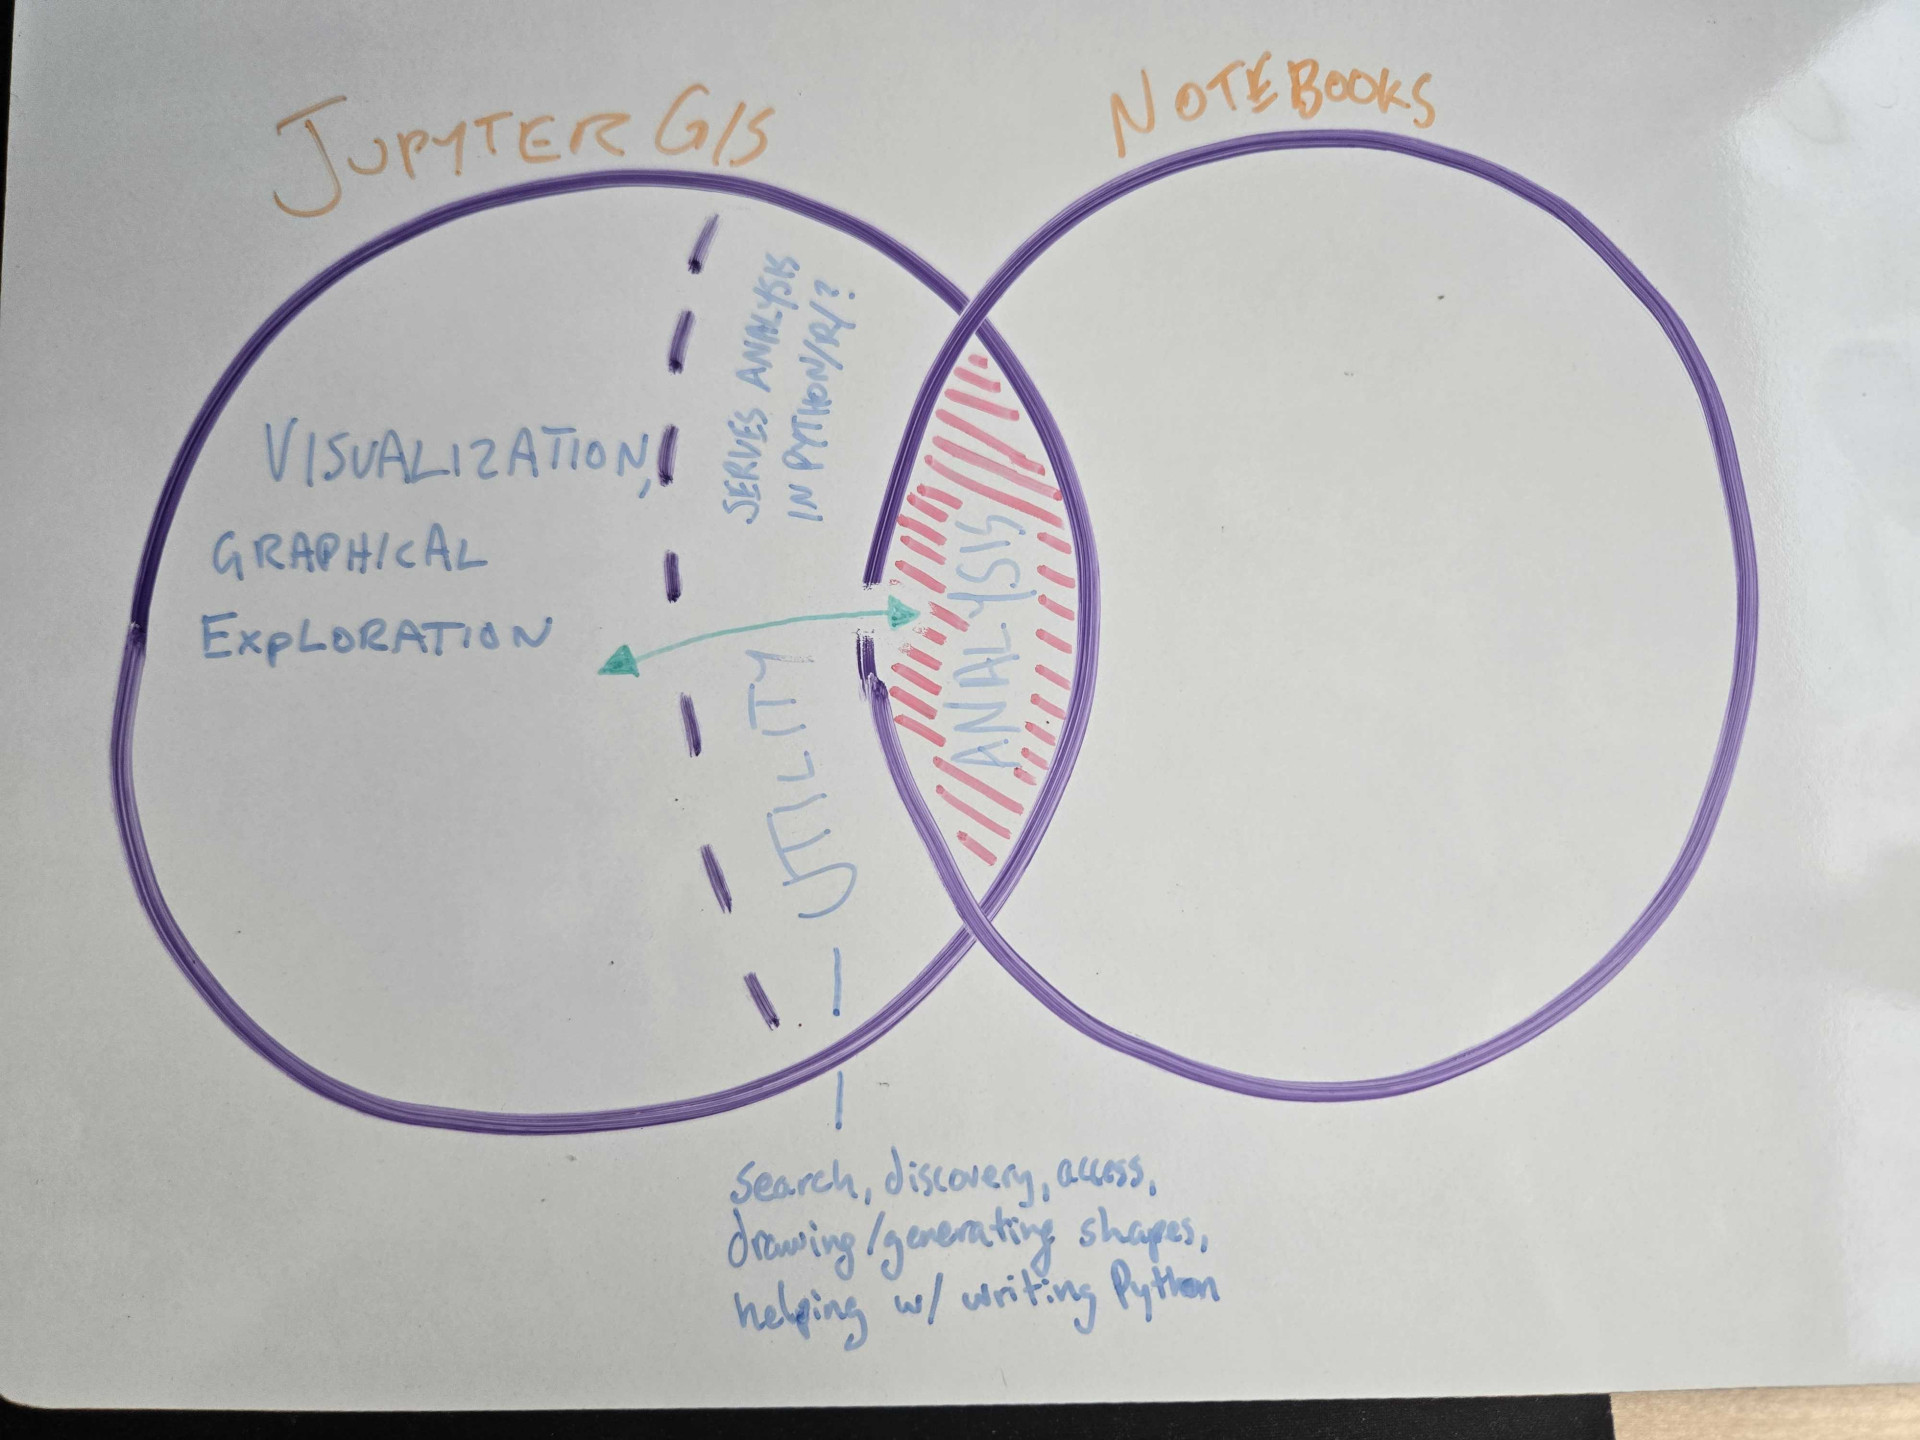 JUPYTER GIS
NOTEBOOKS
VISUALIZATION,
GRAPHICAL
EXPLORATION
SERVES ANALYSIS
IN PYTHON/R/?
UTILITY
ANALYSIS
Search, discovery, access,
drawing/generating shapes,
helping w/ writing Python